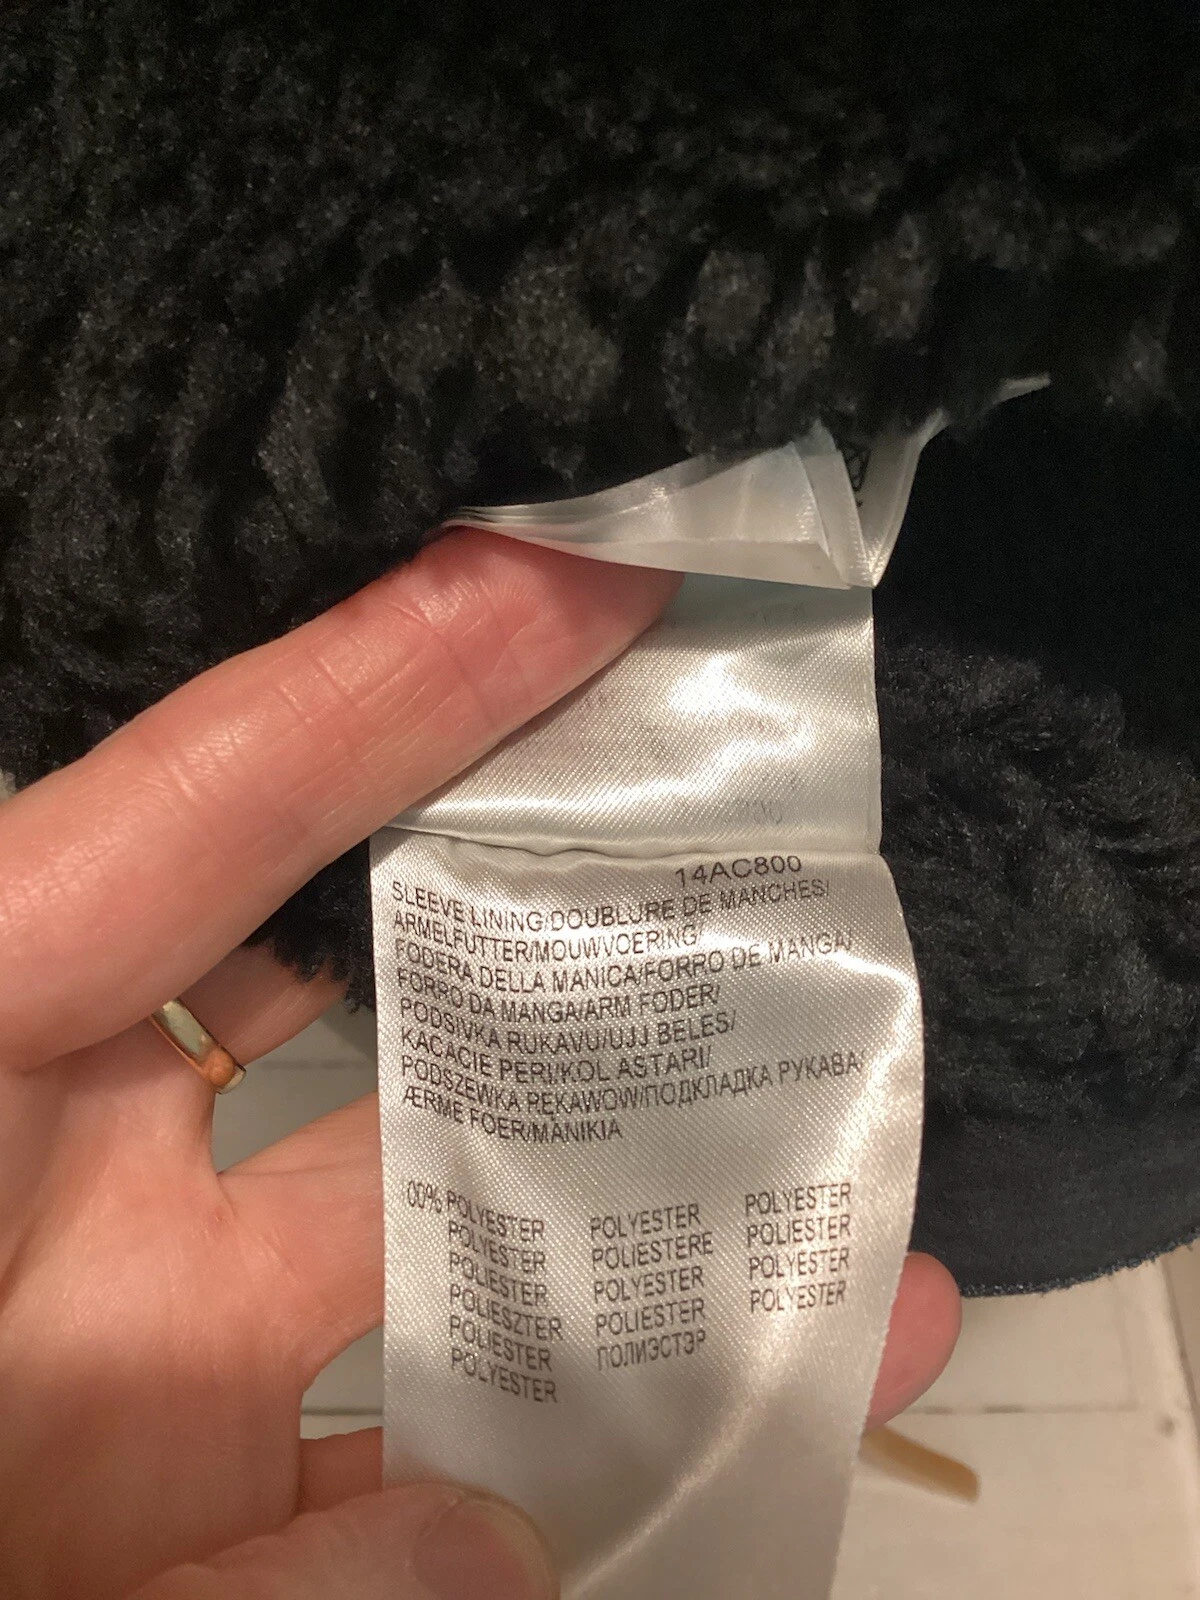 14AC800
SLEEVE LINING/DOUBLURE DE MANCHES/
ARMELFUTTER/MOUWVOERING/
FODERA DELLA MANICA/FORRO DE MANGA/
FORRO DA MANGA/ARM FODER/
PODSIVKA RUKAVU/UJJ BELES/
KACACIE PERI/KOL ASTARI/
PODSZEWKA REKAWOW/ПОДКЛАДКА РУКАВА/
ÆRME FOER/MANIKIA
00% POLYESTER POLYESTER POLYESTER
POLYESTER POLIESTERE POLIESTER
POLIESTER POLYESTER POLYESTER
POLIESZTER POLIESTER POLYESTER
POLIESTER ПОЛИЭСТЭР
POLYESTER